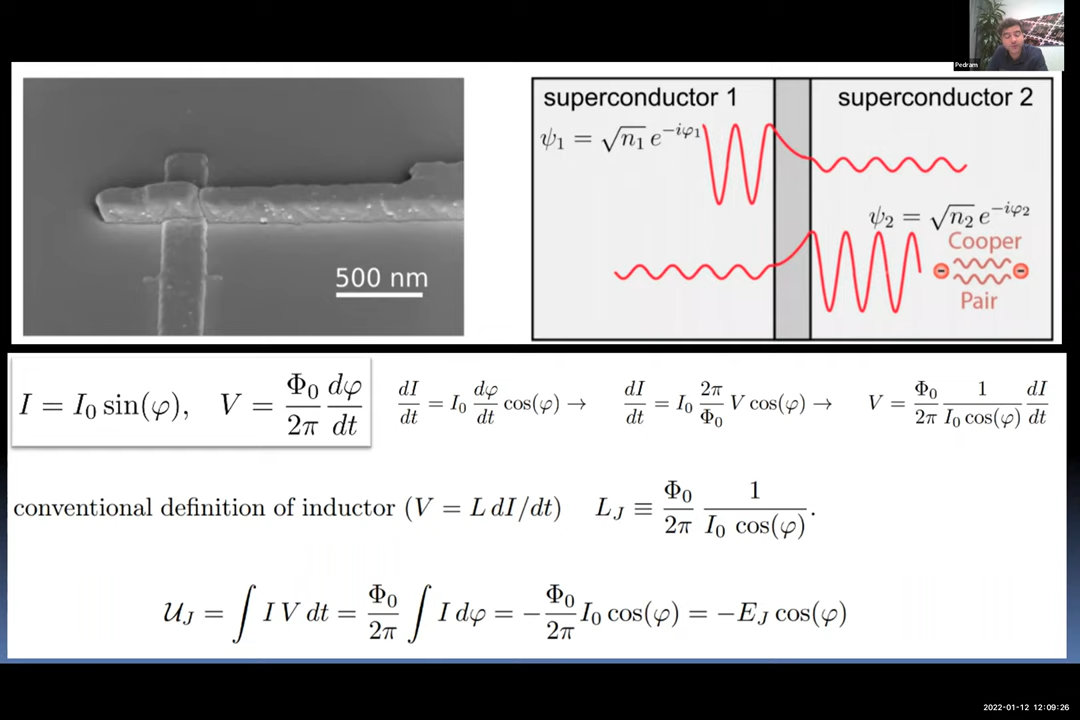 Pedram
500 nm
superconductor 1
superconductor 2
ψ₁ = √n₁ e^{−iφ₁}
ψ₂ = √n₂ e^{−iφ₂}
Cooper
Pair
I = I₀ sin(φ), V = Φ₀/2π dφ/dt
dI/dt = I₀ dφ/dt cos(φ) → dI/dt = I₀ 2π/Φ₀ V cos(φ) → V = Φ₀/2π 1/(I₀ cos(φ)) dI/dt
conventional definition of inductor (V = L dI/dt) L_J ≡ Φ₀/2π 1/(I₀ cos(φ)).
𝒰_J = ∫ I V dt = Φ₀/2π ∫ I dφ = −Φ₀/2π I₀ cos(φ) = −E_J cos(φ)
2022-01-12 12:09:26